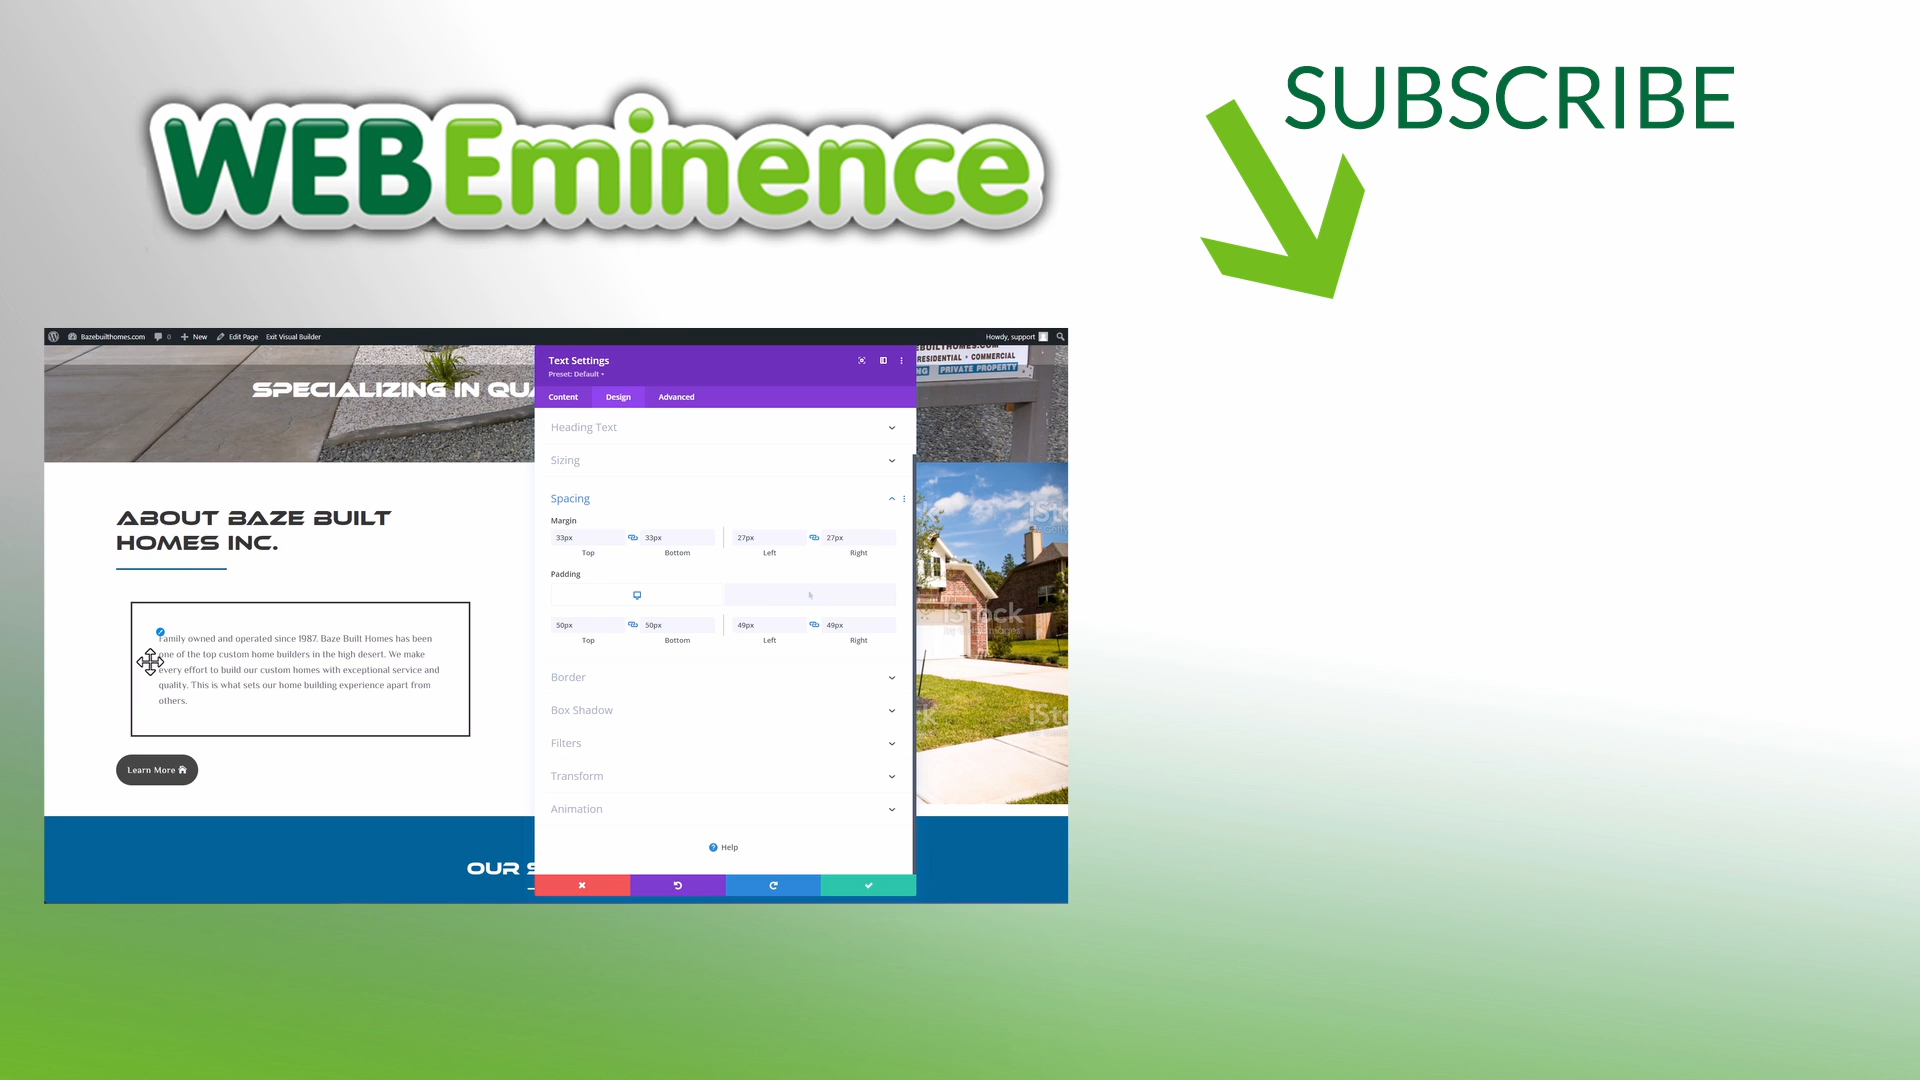 WEBEminence
SUBSCRIBE
Bazebuilthomes.com
0
New
Edit Page
Exit Visual Builder
Howdy, support
SPECIALIZING IN QU
RESIDENTIAL • COMMERCIAL
PRIVATE PROPERTY
Text Settings
Preset: Default
Content
Design
Advanced
Heading Text
Sizing
Spacing
Margin
33px
33px
27px
27px
Top
Bottom
Left
Right
Padding
50px
50px
49px
49px
Top
Bottom
Left
Right
Border
Box Shadow
Filters
Transform
Animation
Help
ABOUT BAZE BUILT
HOMES INC.
Family owned and operated since 1987. Baze Built Homes has been
one of the top custom home builders in the high desert. We make
every effort to build our custom homes with exceptional service and
quality. This is what sets our home building experience apart from
others.
Learn More
iStock
OUR S